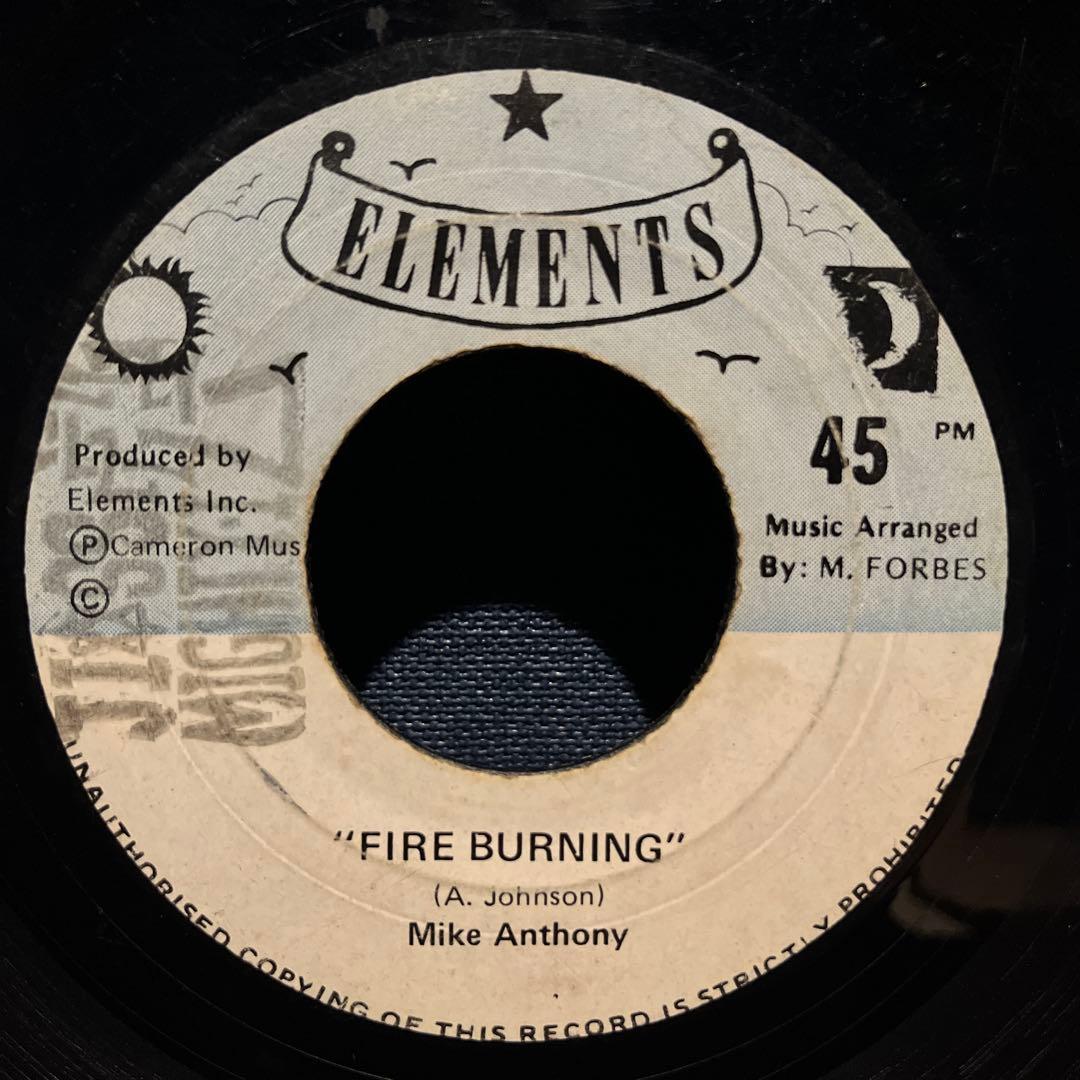 ELEMENTS
Produced by
Elements Inc.
ⓅCameron Mus
©
45 PM
Music Arranged
By: M. FORBES
"FIRE BURNING"
(A. Johnson)
Mike Anthony
UNAUTHORISED COPYING OF THIS RECORD IS STRICTLY PROHIBITED